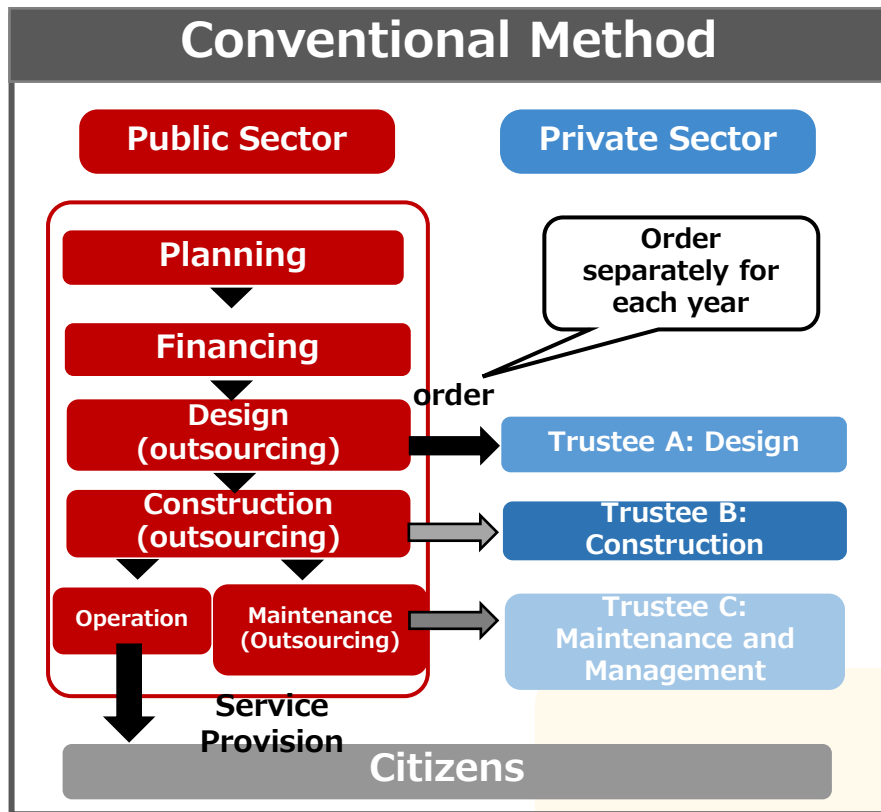 Conventional Method
Public Sector
Private Sector
Planning
Order
separately for
each year
Financing
order
Design
(outsourcing)
Trustee A: Design
Construction
(outsourcing)
Trustee B:
Construction
Operation
Maintenance
(Outsourcing)
Trustee C:
Maintenance and
Management
Service
Provision
Citizens